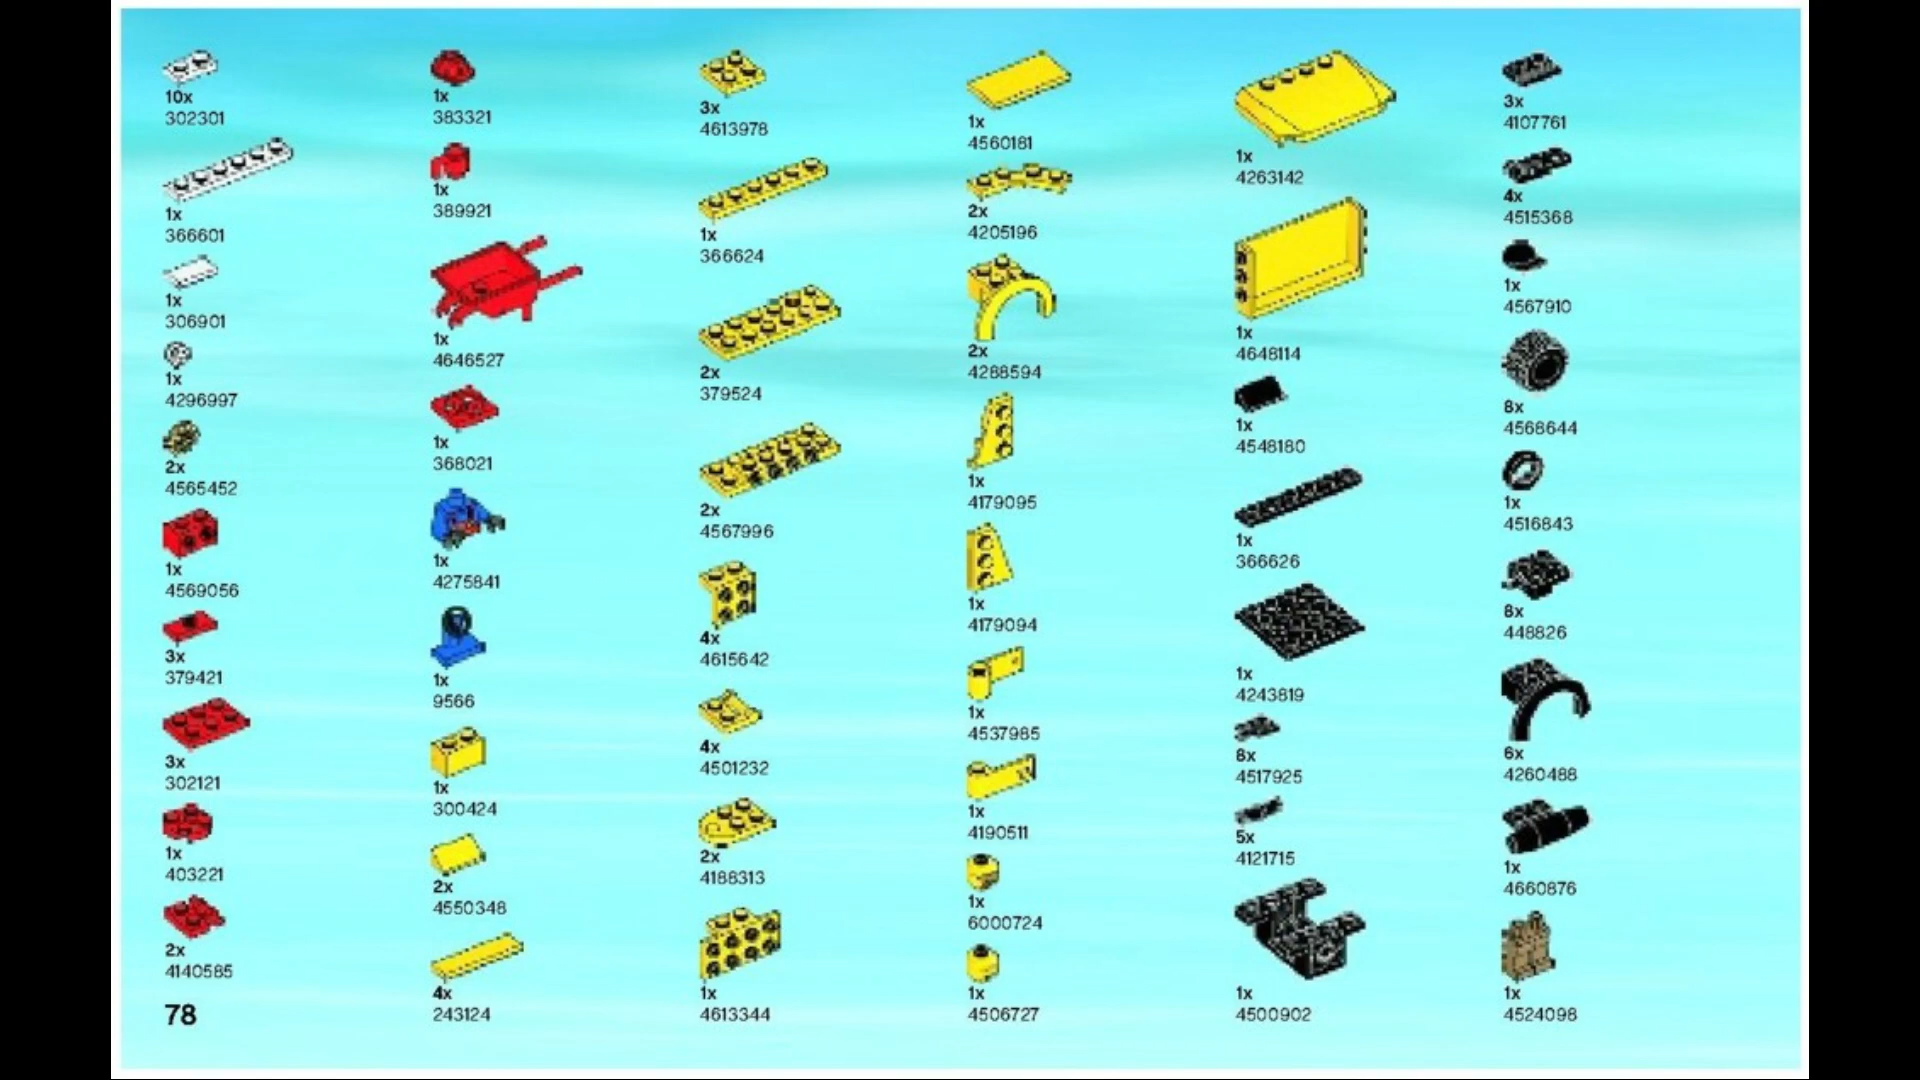 10x
302301
1x
366601
1x
306901
1x
4296997
2x
4565452
1x
4569056
3x
379421
3x
302121
1x
403221
2x
4140585
78
1x
383321
1x
389921
1x
4646527
1x
368021
1x
4275841
1x
9566
1x
300424
2x
4550348
4x
243124
3x
4613978
1x
366624
2x
379524
2x
4567996
4x
4615642
4x
4501232
2x
4188313
1x
4613344
1x
4560181
2x
4205196
2x
4288594
1x
4179095
1x
4179094
1x
4537985
1x
4190511
1x
6000724
1x
4506727
1x
4263142
1x
4648114
1x
4548180
1x
366626
1x
4243819
8x
4517925
5x
4121715
1x
4500902
3x
4107761
4x
4515368
1x
4567910
8x
4568644
1x
4516843
8x
448826
6x
4260488
1x
4660876
1x
4524098